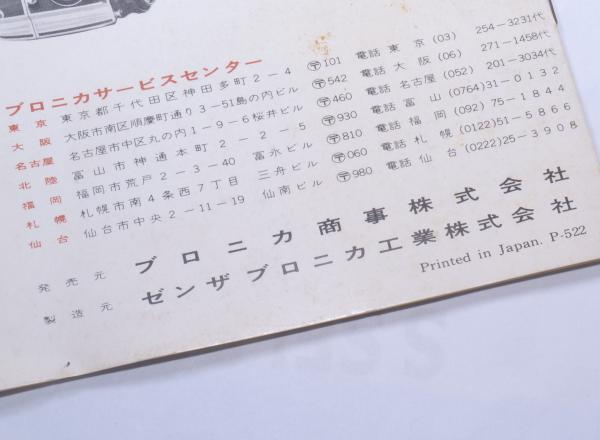 ブロニカサービスセンター
東京 東京都千代田区神田多町2-4 〒101 電話 東京 (03) 254-3231代
大阪 大阪市南区順慶町通り3-51島の内ビル 〒542 電話 大阪 (06) 271-1458代
名古屋 名古屋市中区丸の内1-9-6桜井ビル 〒460 電話 名古屋 (052) 201-3034代
北陸 富山市神通本町2-2-5 〒930 電話 富山 (0764)31-0132
福岡 福岡市荒戸2-3-40 富永ビル 〒810 電話 福岡 (092) 75-1844
札幌 札幌市南4条西7丁目 三舟ビル 〒060 電話 札幌 (0122)51-5866
仙台 仙台市中央2-11-19 仙南ビル 〒980 電話 仙台 (0222)25-3908
発売元 ブロニカ商事株式会社
製造元 ゼンザブロニカ工業株式会社
Printed in Japan. P-522